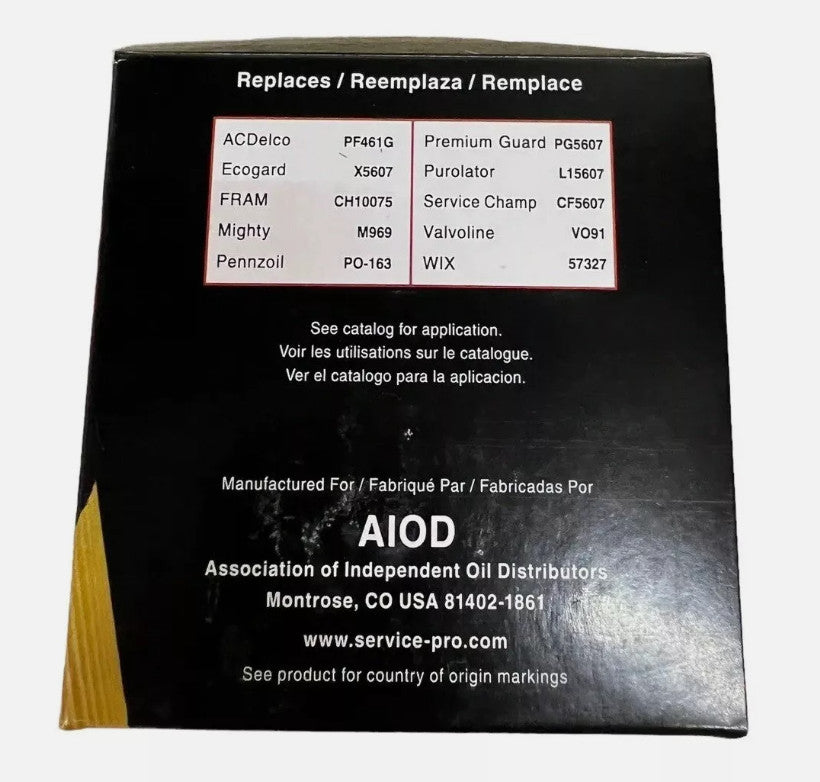 Replaces / Reemplaza / Remplace
ACDelco PF461G
Ecogard X5607
FRAM CH10075
Mighty M969
Pennzoil PO-163
Premium Guard PG5607
Purolator L15607
Service Champ CF5607
Valvoline VO91
WIX 57327
See catalog for application.
Voir les utilisations sur le catalogue.
Ver el catalogo para la aplicacion.
Manufactured For / Fabriqué Par / Fabricadas Por
AIOD
Association of Independent Oil Distributors
Montrose, CO USA 81402-1861
www.service-pro.com
See product for country of origin markings